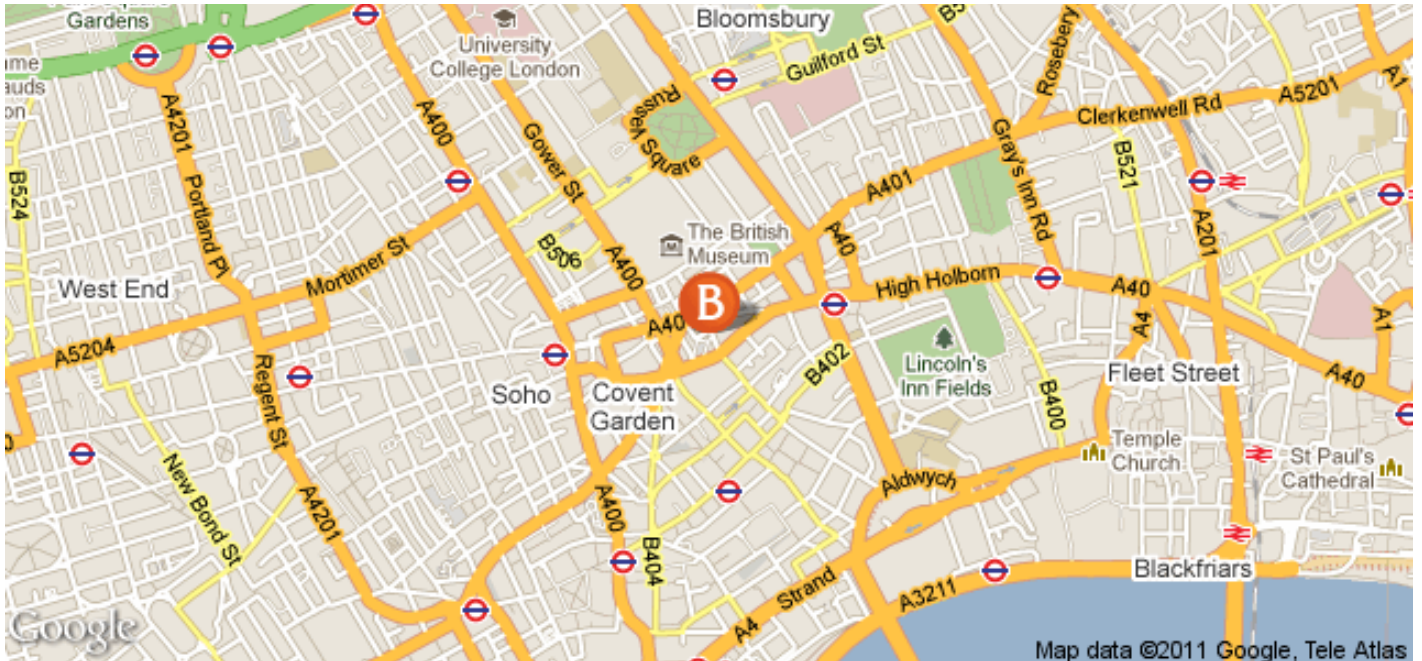 Gardens
Bloomsbury
University
College London
Guilford St
Rosebery
A1
A5201
Clerkenwell Rd
A4201
A400
Gower St
Russell Square
Gray's Inn Rd
B521
B524
Portland Pl
A401
A201
The British
Museum
A40
B506
A400
Mortimer St
West End
High Holborn
A40
B
A40
A4
A1
A5204
B402
Lincoln's
Inn Fields
Fleet Street
A40
Regent St
Soho
Covent
Garden
B400
Temple
Church
St Paul's
Cathedral
New Bond St
A4201
A400
Aldwych
B404
Strand
Blackfriars
A3211
A4
Google
Map data ©2011 Google, Tele Atlas